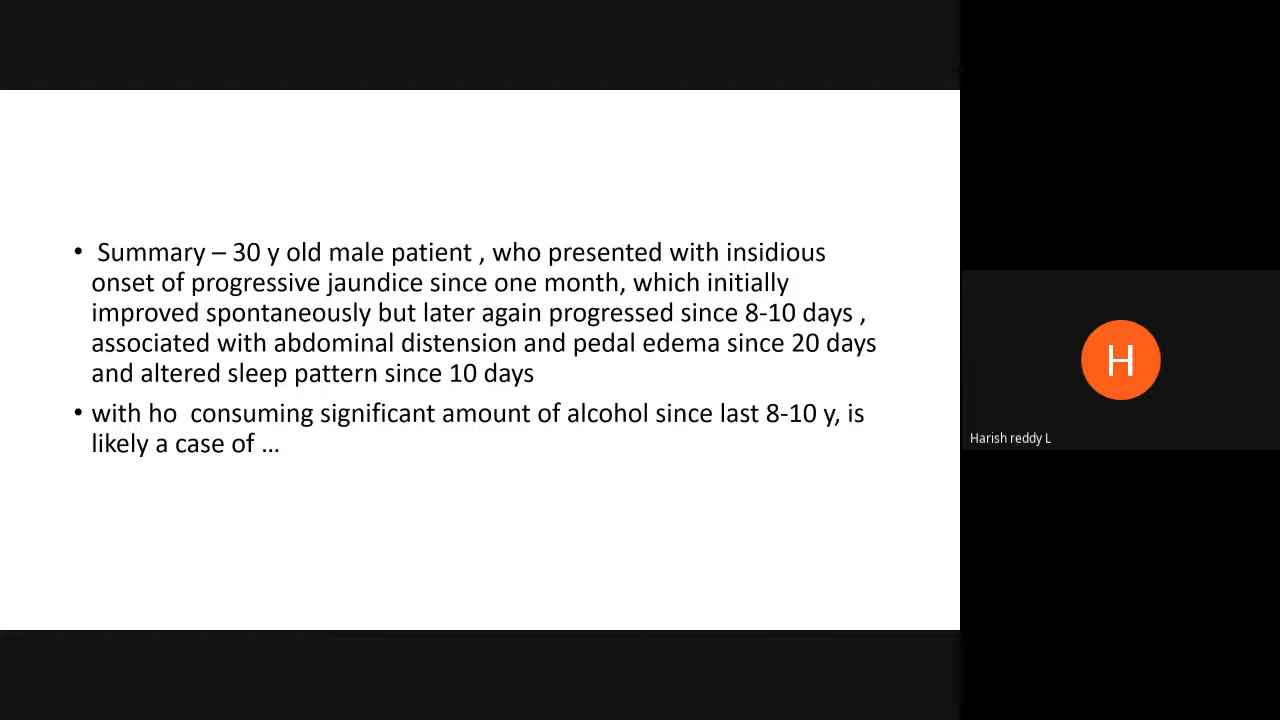 • Summary – 30 y old male patient , who presented with insidious
onset of progressive jaundice since one month, which initially
improved spontaneously but later again progressed since 8-10 days ,
associated with abdominal distension and pedal edema since 20 days
and altered sleep pattern since 10 days
• with ho consuming significant amount of alcohol since last 8-10 y, is
likely a case of ...
H
Harish reddy L